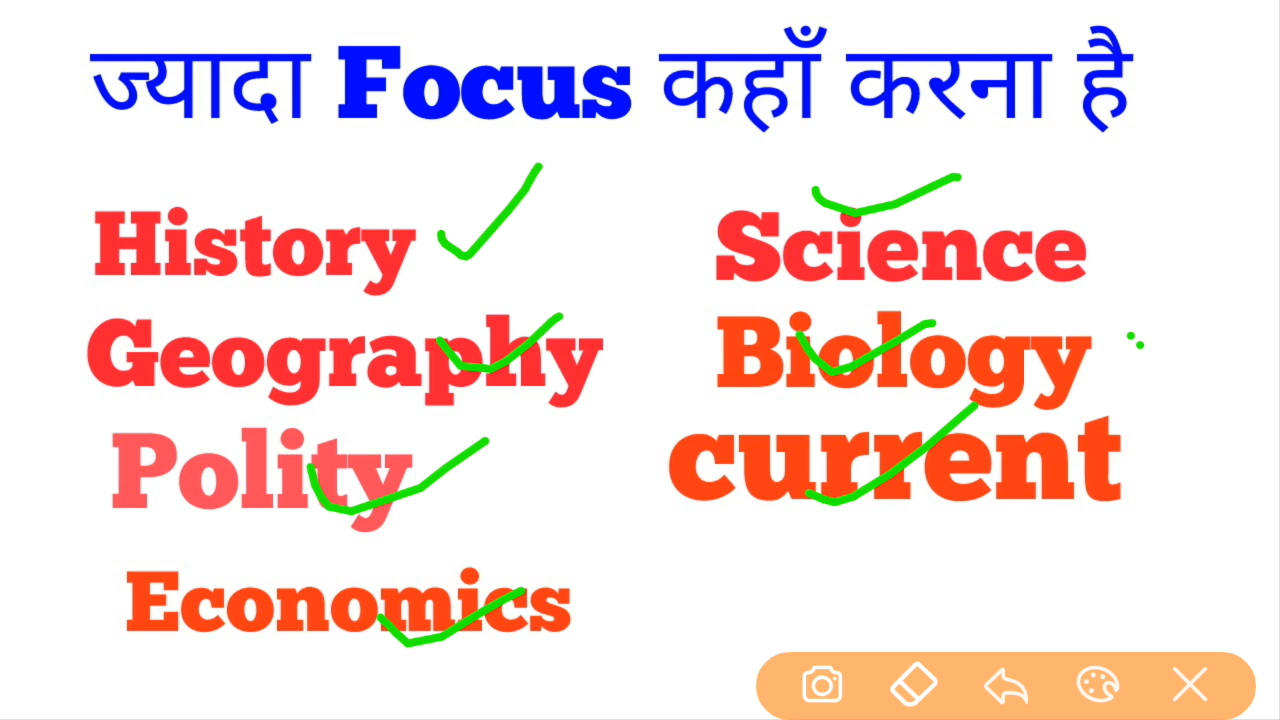 ज्यादा Focus कहाँ करना है
History
Geography
Polity
Economics
Science
Biology
current